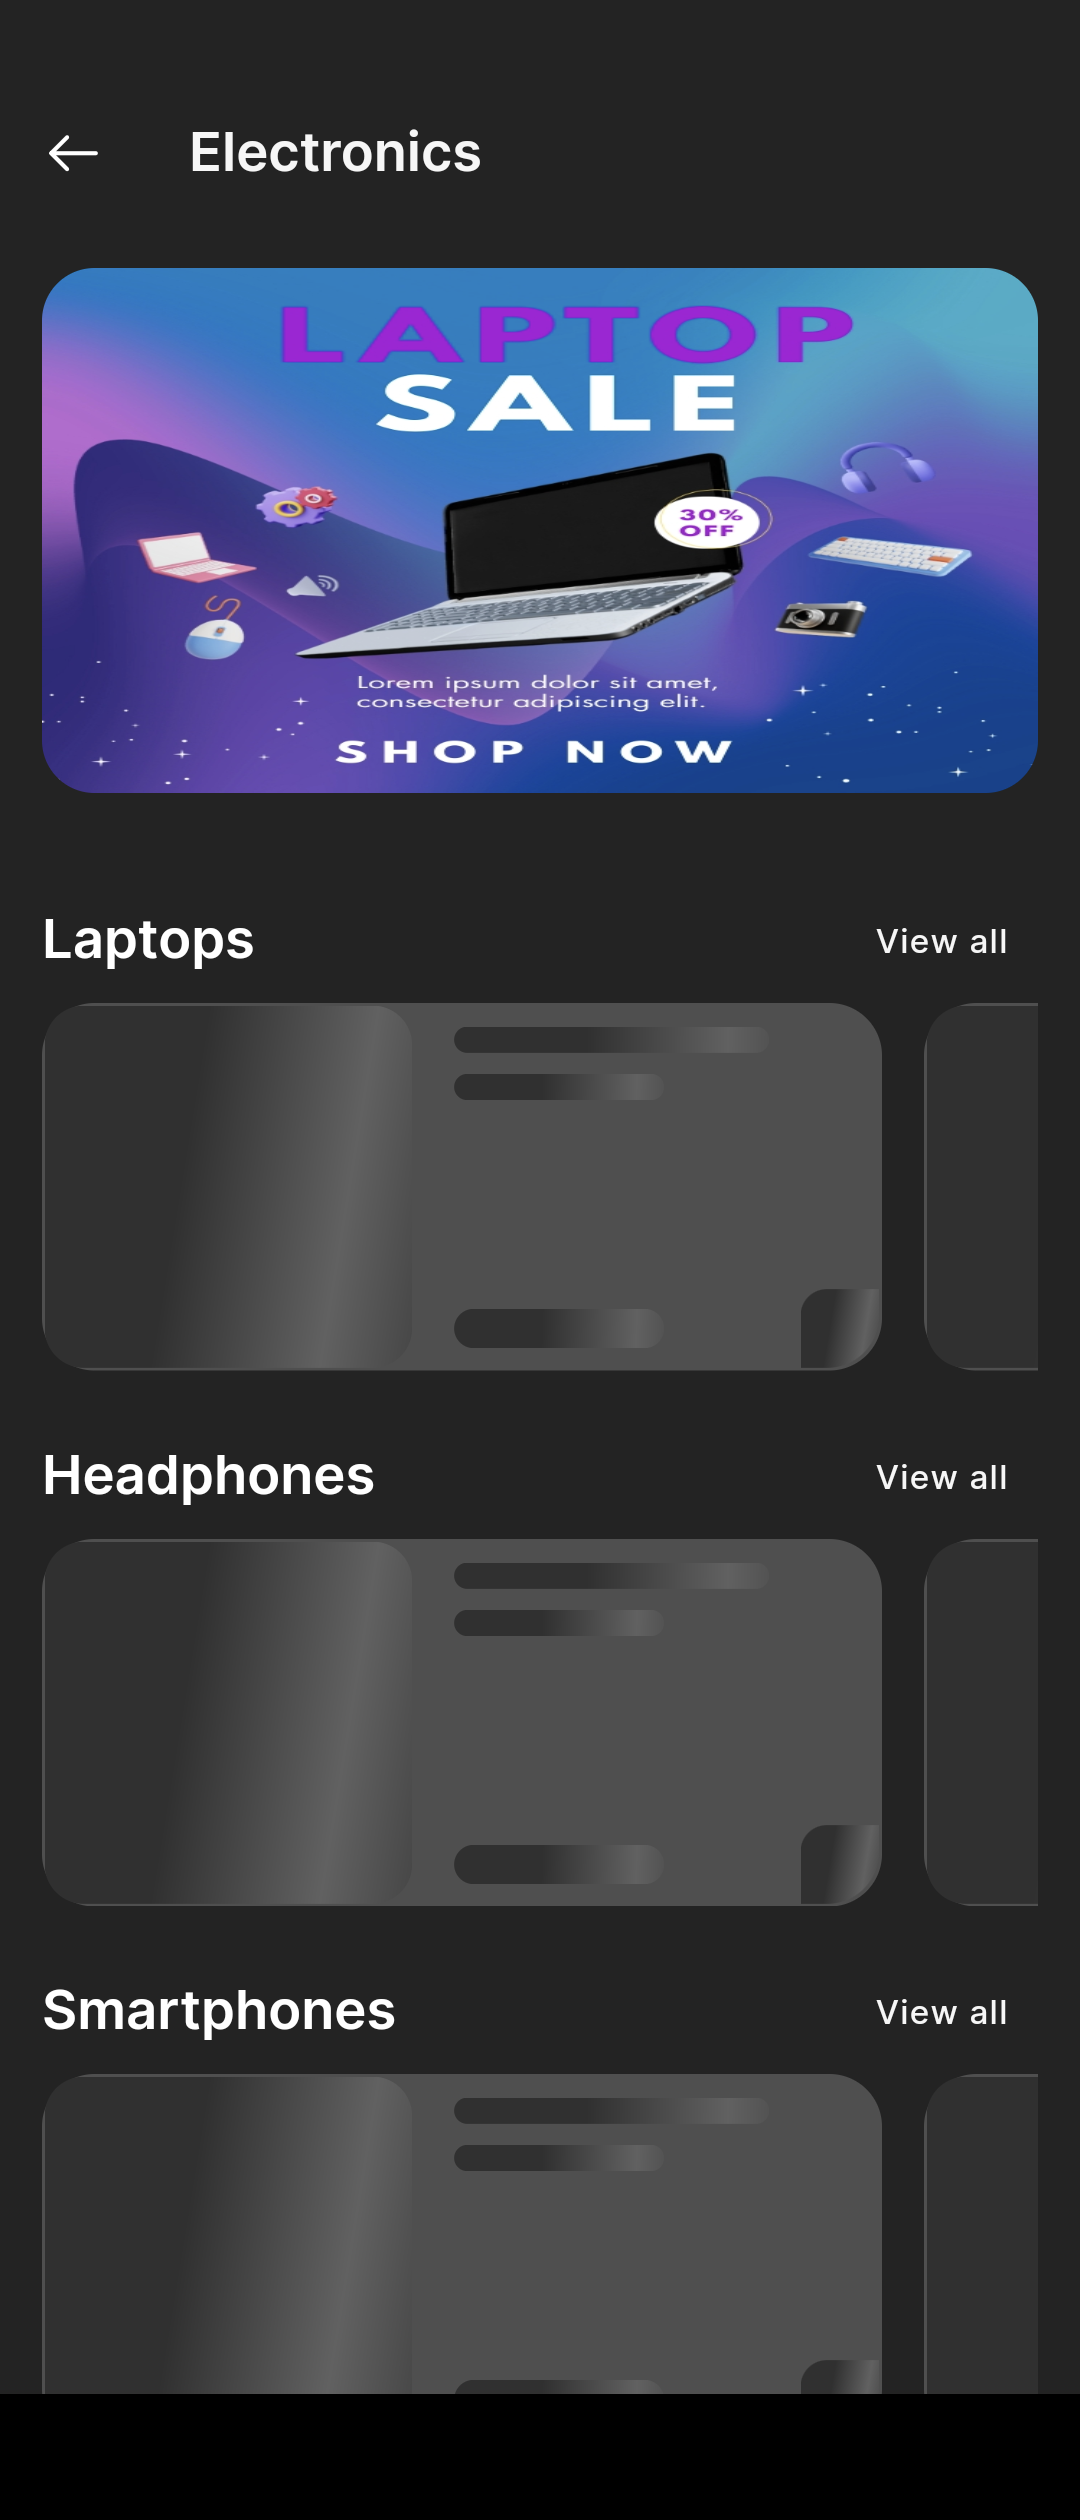 Electronics
LAPTOP
SALE
30%
OFF
Lorem ipsum dolor sit amet,
consectetur adipiscing elit.
SHOP NOW
Laptops
View all
Headphones
View all
Smartphones
View all